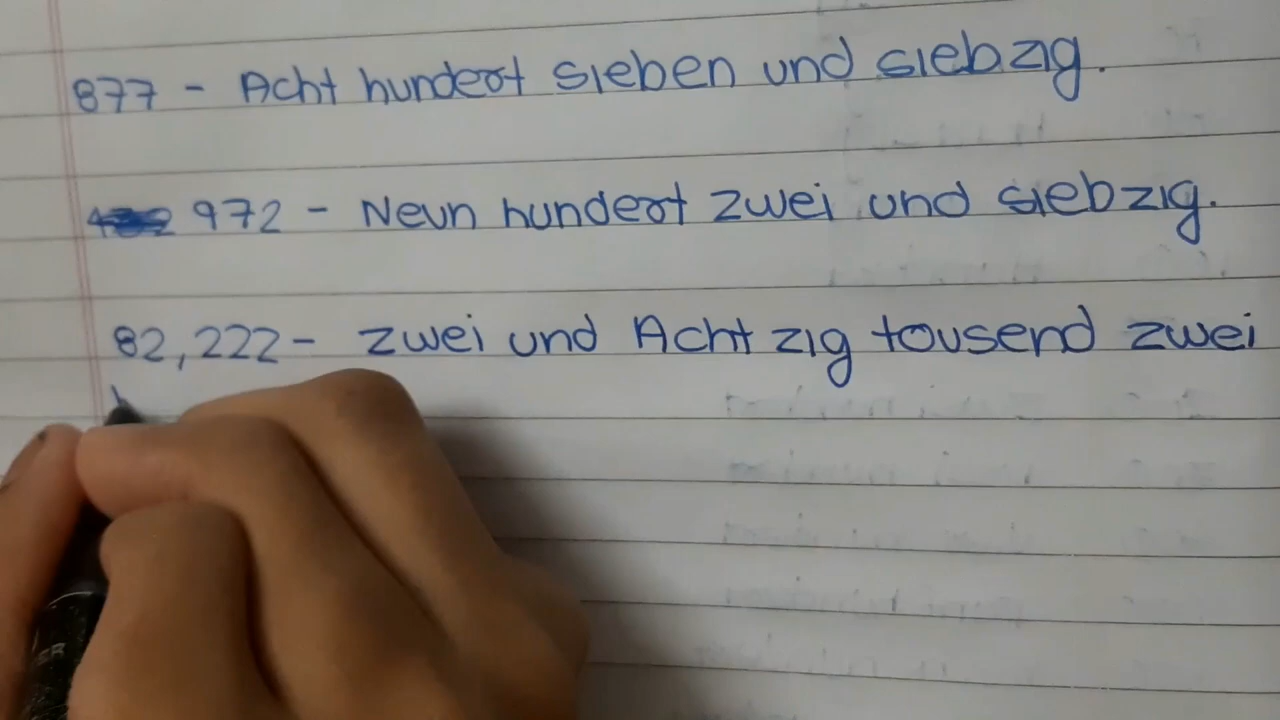 877 - Acht hundert sieben und siebzig.
972 - Neun hundert zwei und siebzig.
82,222 - zwei und Acht zig tousend zwei